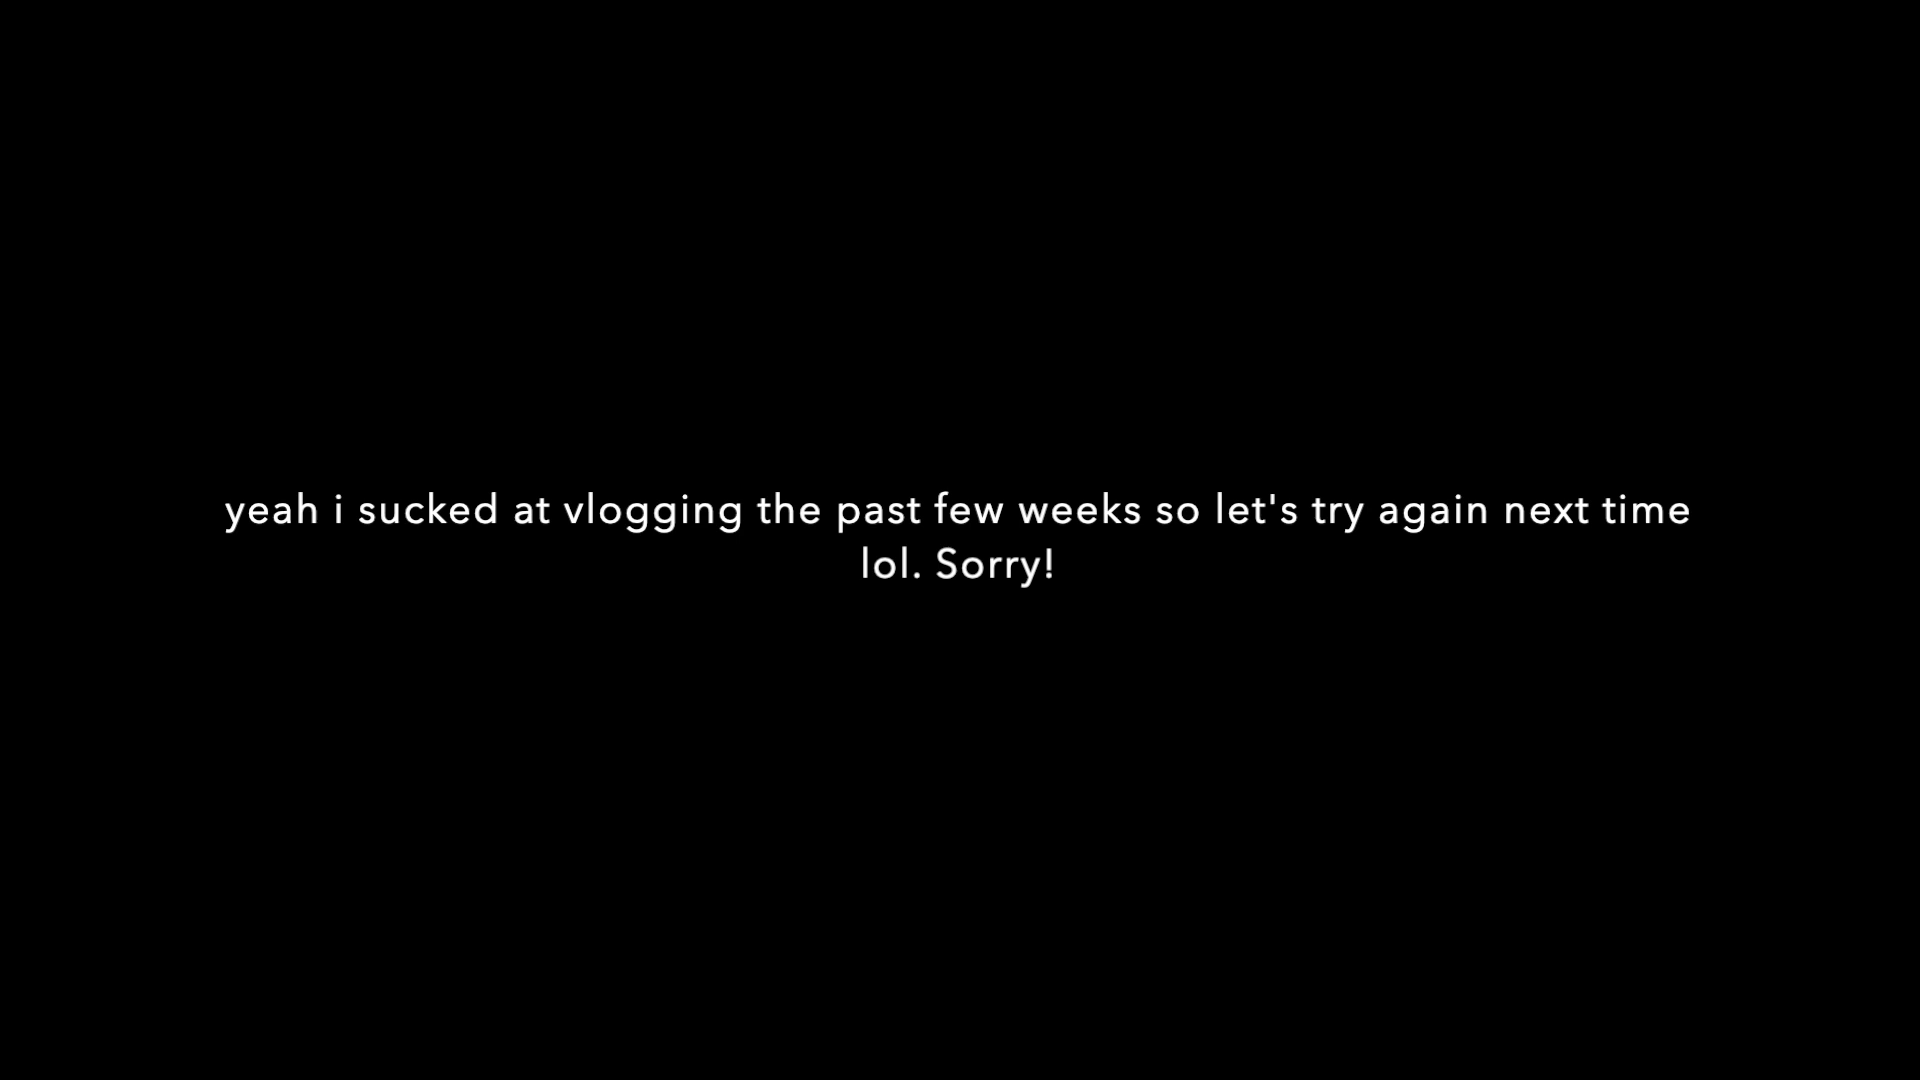 yeah i sucked at vlogging the past few weeks so let's try again next time
lol. Sorry!